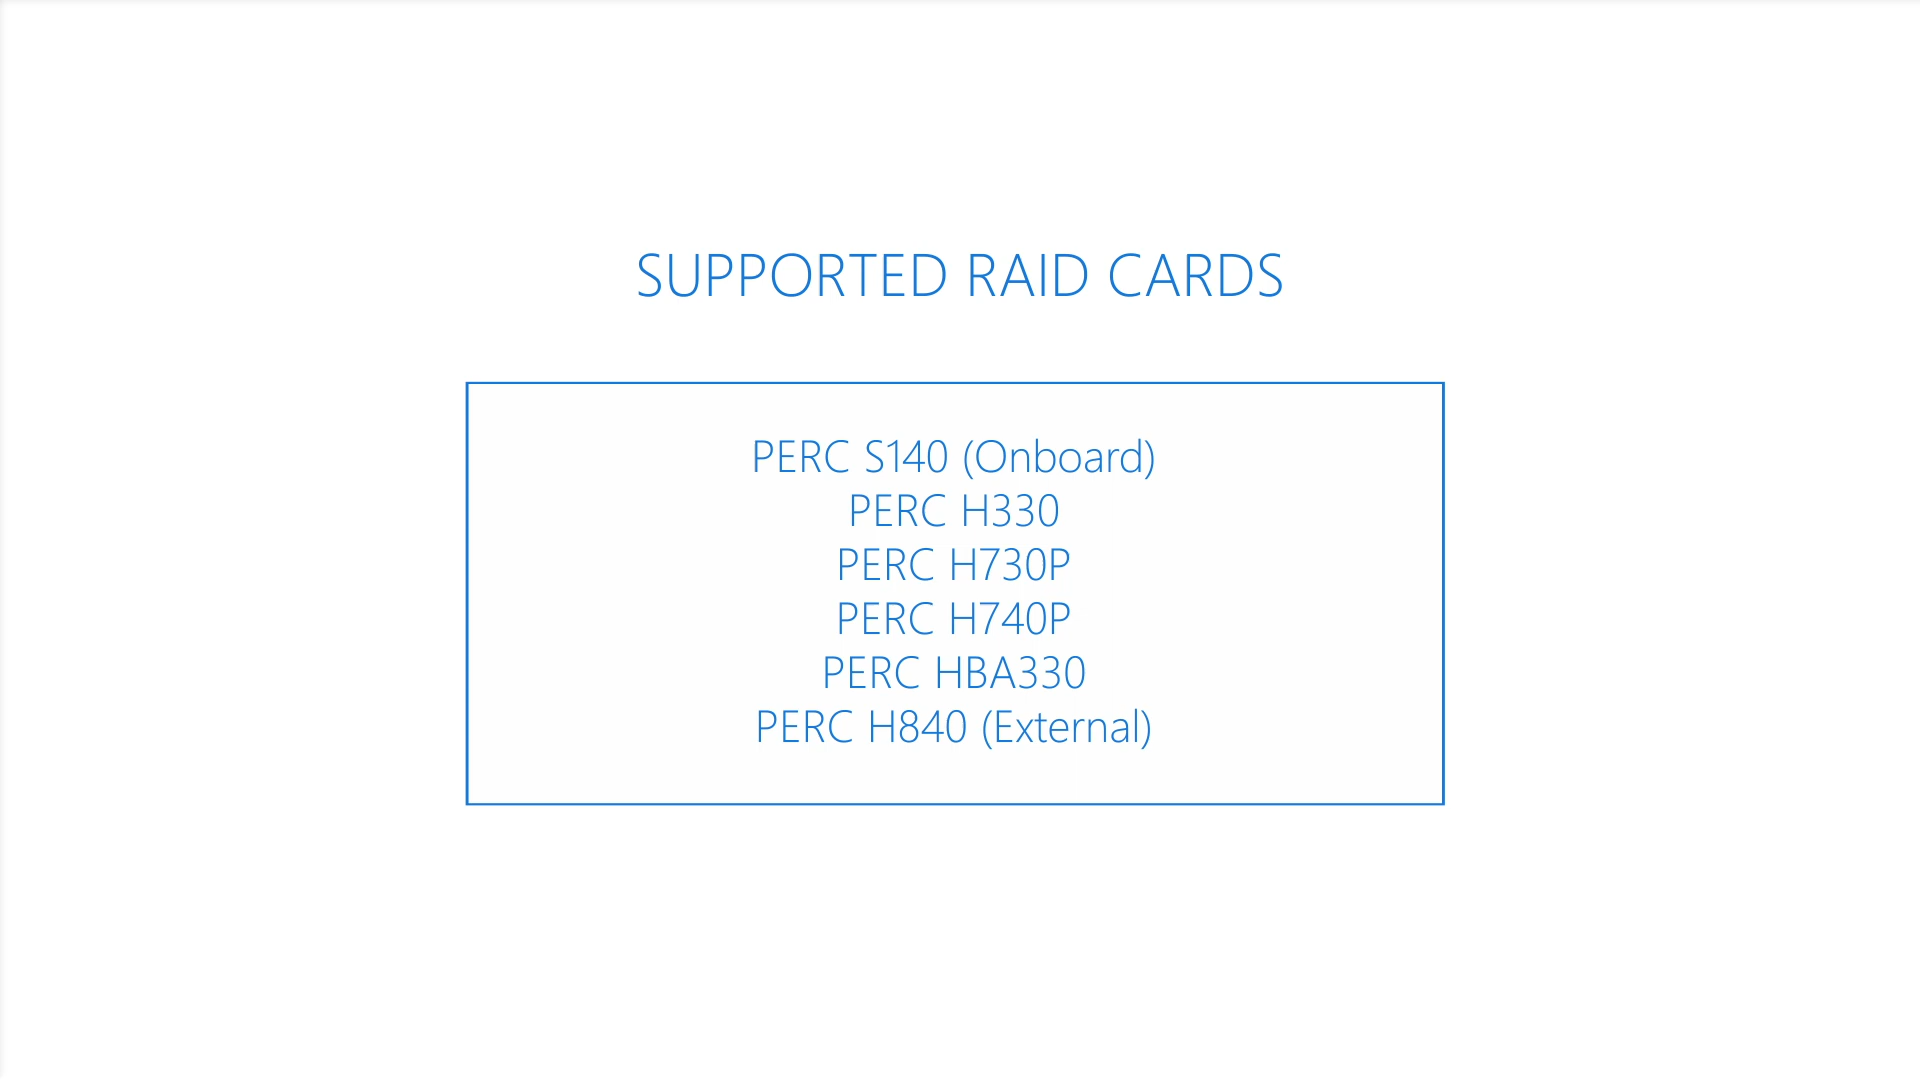 SUPPORTED RAID CARDS
PERC S140 (Onboard)
PERC H330
PERC H730P
PERC H740P
PERC HBA330
PERC H840 (External)